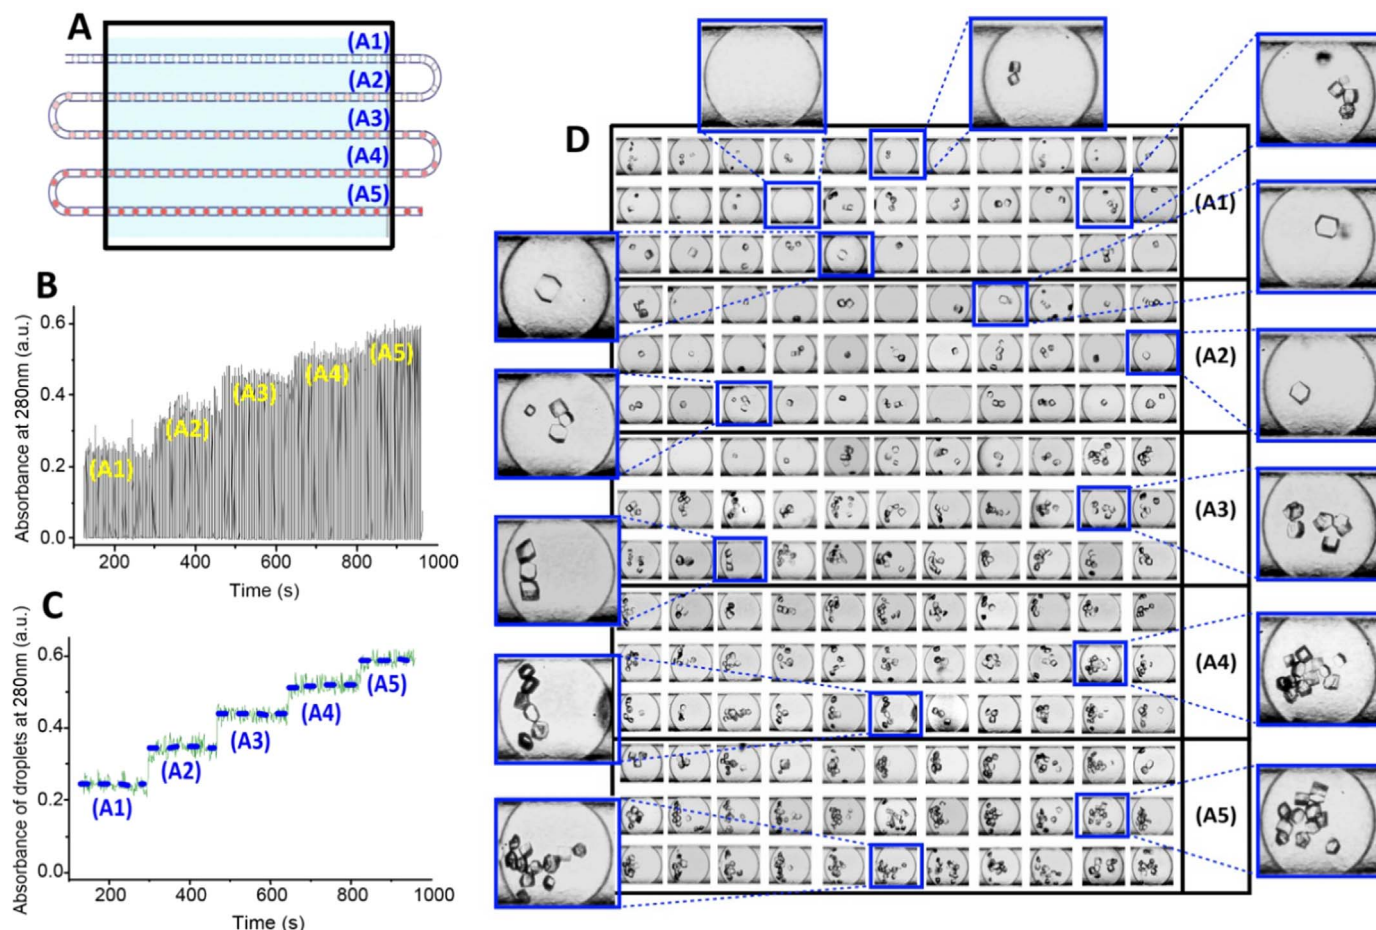 A
(A1)
(A2)
(A3)
(A4)
(A5)
B
Absorbance at 280nm (a.u.)
0.6
0.4
0.2
0.0
(A1)
(A2)
(A3)
(A4)
(A5)
200 400 600 800 1000
Time (s)
C
Absorbance of droplets at 280nm (a.u.)
0.6
0.4
0.2
0.0
(A1)
(A2)
(A3)
(A4)
(A5)
200 400 600 800 1000
Time (s)
D
(A1)
(A2)
(A3)
(A4)
(A5)